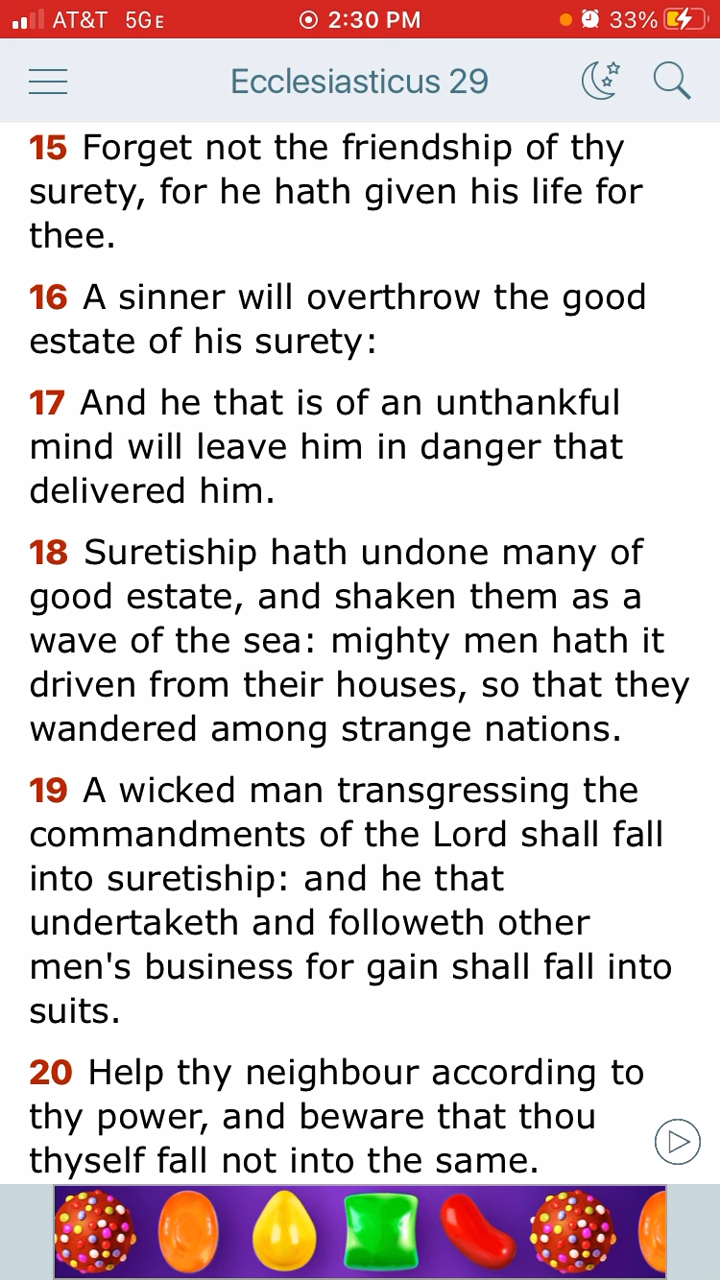 AT&T 5GE 2:30 PM 33%
Ecclesiasticus 29
15 Forget not the friendship of thy
surety, for he hath given his life for
thee.
16 A sinner will overthrow the good
estate of his surety:
17 And he that is of an unthankful
mind will leave him in danger that
delivered him.
18 Suretiship hath undone many of
good estate, and shaken them as a
wave of the sea: mighty men hath it
driven from their houses, so that they
wandered among strange nations.
19 A wicked man transgressing the
commandments of the Lord shall fall
into suretiship: and he that
undertaketh and followeth other
men's business for gain shall fall into
suits.
20 Help thy neighbour according to
thy power, and beware that thou
thyself fall not into the same.